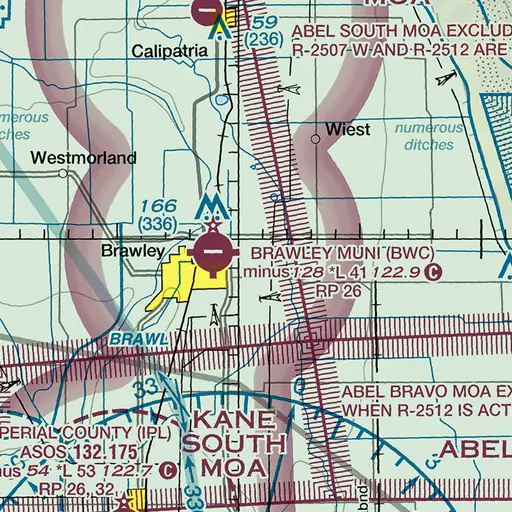 MOA
59
(236)
ABEL SOUTH MOA EXCLUD
R-2507 W AND R-2512 ARE
Calipatria
numerous
ditches
Wiest
numerous
ditches
Westmorland
166
(336)
Brawley
BRAWLEY MUNI (BWC)
minus 128 *L 41 122.9 C
RP 26
BRAWL
33
ABEL BRAVO MOA EX
WHEN R-2512 IS ACT
KANE
SOUTH
MOA
PERIAL COUNTY (IPL)
ASOS 132.175
nus 54 *L 53 122.7 C
RP 26, 32
ABEL
33
bnd